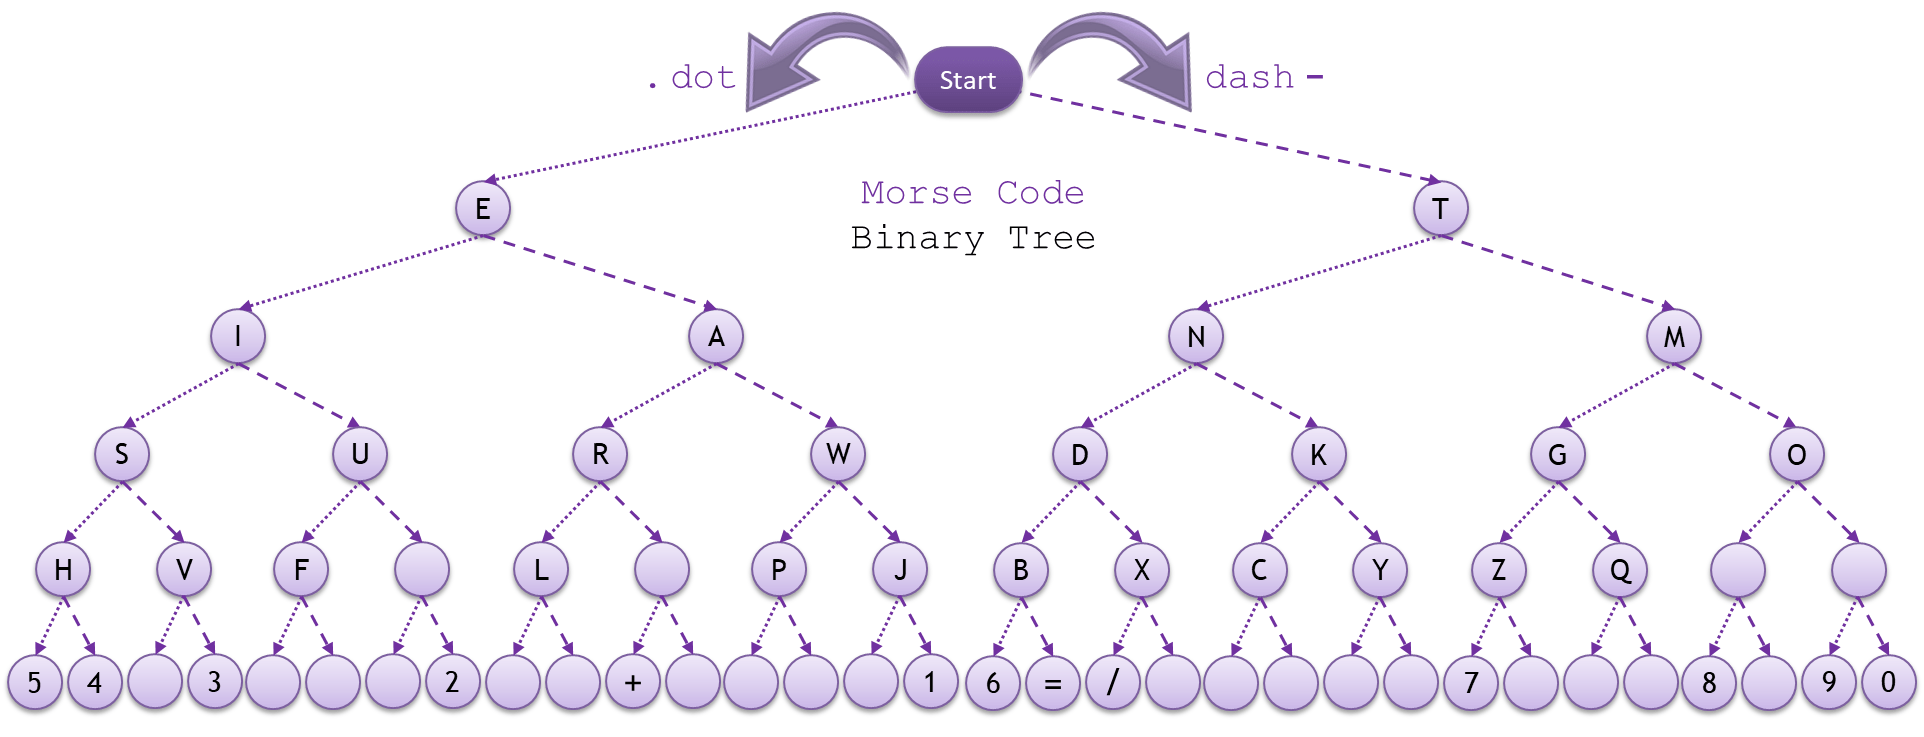 . dot Start dash -
Morse Code
Binary Tree
E T
I A N M
S U R W D K G O
H V F L P J B X C Y Z Q
5 4 3 2 + 1 6 = / 7 8 9 0